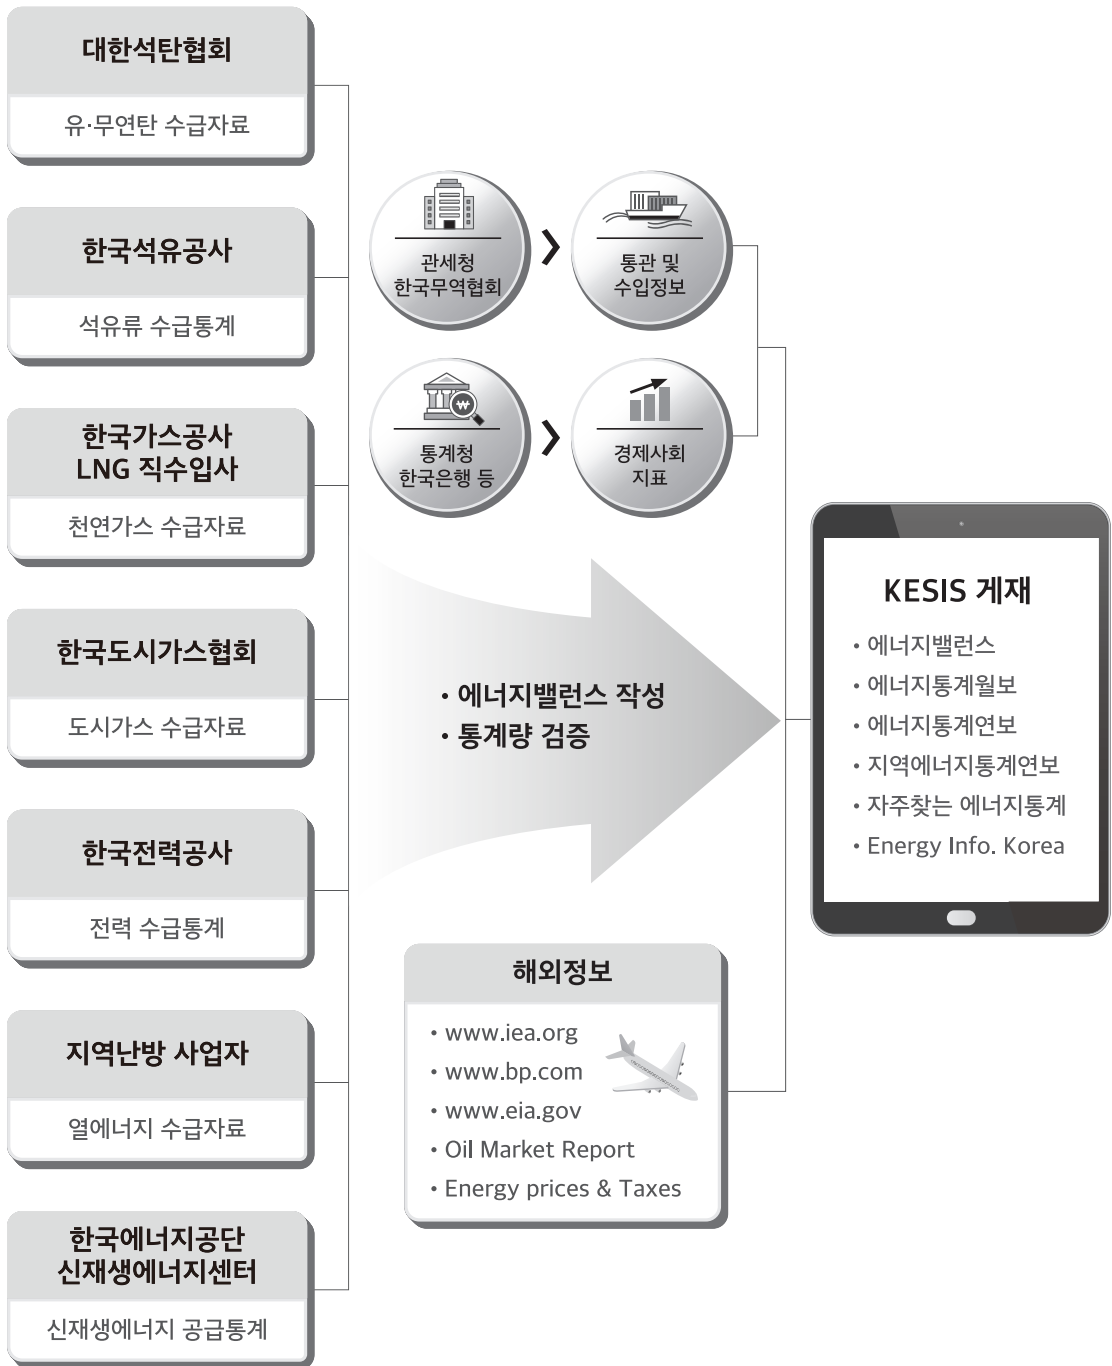 대한석탄협회
유·무연탄 수급자료
한국석유공사
석유류 수급통계
한국가스공사
LNG 직수입사
천연가스 수급자료
한국도시가스협회
도시가스 수급자료
한국전력공사
전력 수급통계
지역난방 사업자
열에너지 수급자료
한국에너지공단
신재생에너지센터
신재생에너지 공급통계
관세청
한국무역협회
통관 및
수입정보
통계청
한국은행 등
경제사회
지표
• 에너지밸런스 작성
• 통계량 검증
해외정보
• www.iea.org
• www.bp.com
• www.eia.gov
• Oil Market Report
• Energy prices & Taxes
KESIS 게재
• 에너지밸런스
• 에너지통계월보
• 에너지통계연보
• 지역에너지통계연보
• 자주찾는 에너지통계
• Energy Info. Korea